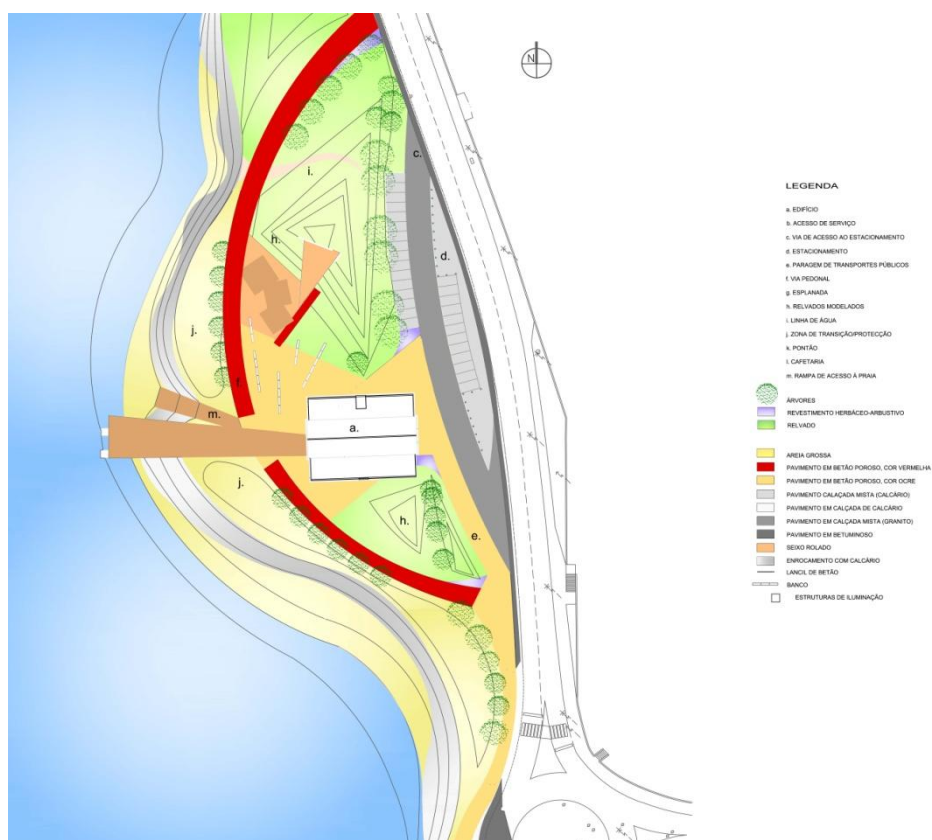 N
c.
i.
h.
d.
j.
f.
m.
a.
j.
h.
e.
LEGENDA
a. EDIFÍCIO
b. ACESSO DE SERVIÇO
c. VIA DE ACESSO AO ESTACIONAMENTO
d. ESTACIONAMENTO
e. PARAGEM DE TRANSPORTES PÚBLICOS
f. VIA PEDONAL
g. ESPLANADA
h. RELVADOS MODELADOS
i. LINHA DE ÁGUA
j. ZONA DE TRANSIÇÃO/PROTECÇÃO
k. PONTÃO
l. CAFETARIA
m. RAMPA DE ACESSO À PRAIA
ÁRVORES
REVESTIMENTO HERBÁCEO-ARBUSTIVO
RELVADO
AREIA GROSSA
PAVIMENTO EM BETÃO POROSO, COR VERMELHA
PAVIMENTO EM BETÃO POROSO, COR OCRE
PAVIMENTO CALAÇADA MISTA (CALCÁRIO)
PAVIMENTO EM CALÇADA DE CALCÁRIO
PAVIMENTO EM CALÇADA MISTA (GRANITO)
PAVIMENTO EM BETUMINOSO
SEIXO ROLADO
ENROCAMENTO COM CALCÁRIO
LANCIL DE BETÃO
BANCO
ESTRUTURAS DE ILUMINAÇÃO